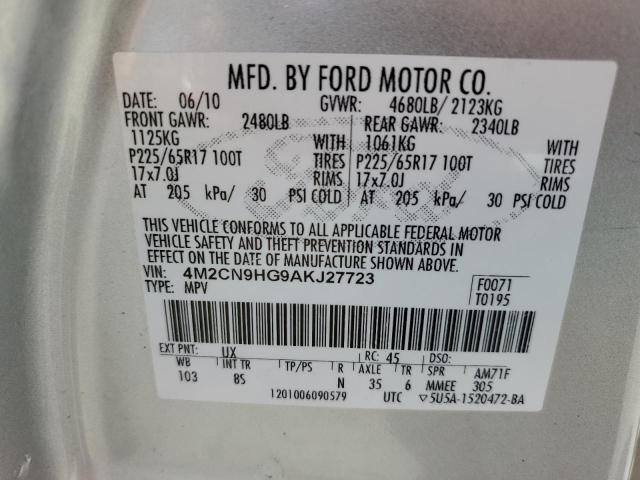 MFD. BY FORD MOTOR CO.
DATE: 06/10 GVWR: 4680LB/ 2123KG
FRONT GAWR: 2480LB REAR GAWR: 2340LB
1125KG WITH 1061KG WITH
P225/65R17 100T TIRES P225/65R17 100T TIRES
17x7.0J RIMS 17x7.0J RIMS
AT 205 kPa/ 30 PSI COLD AT 205 kPa/ 30 PSI COLD
THIS VEHICLE CONFORMS TO ALL APPLICABLE FEDERAL MOTOR
VEHICLE SAFETY AND THEFT PREVENTION STANDARDS IN
EFFECT ON THE DATE OF MANUFACTURE SHOWN ABOVE.
VIN: 4M2CN9HG9AKJ27723 F0071
TYPE: MPV T0195
EXT PNT: UX RC: 45 DSO:
WB INT TR TP/PS R AXLE TR SPR AM71F
103 8S N 35 6 MMEE 305
1201006090579 UTC ▽5U5A-1520472-BA
Ford